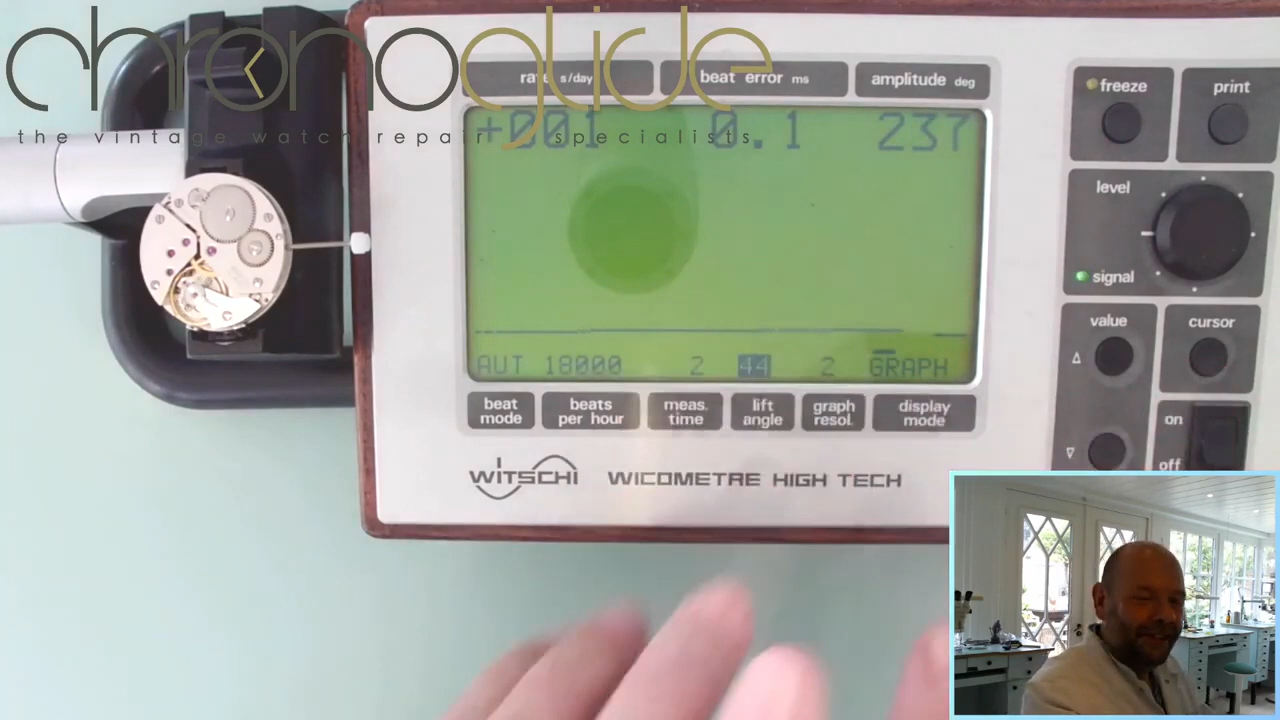 chronoglide
the vintage watch repair specialists
rate s/day
beat error ms
amplitude deg
+001 0.1 237
AUT 18000 2 44 2 GRAPH
beat mode
beats per hour
meas. time
lift angle
graph resol.
display mode
WITSCHI WICOMETRE HIGH TECH
freeze
print
level
signal
value
cursor
on
off